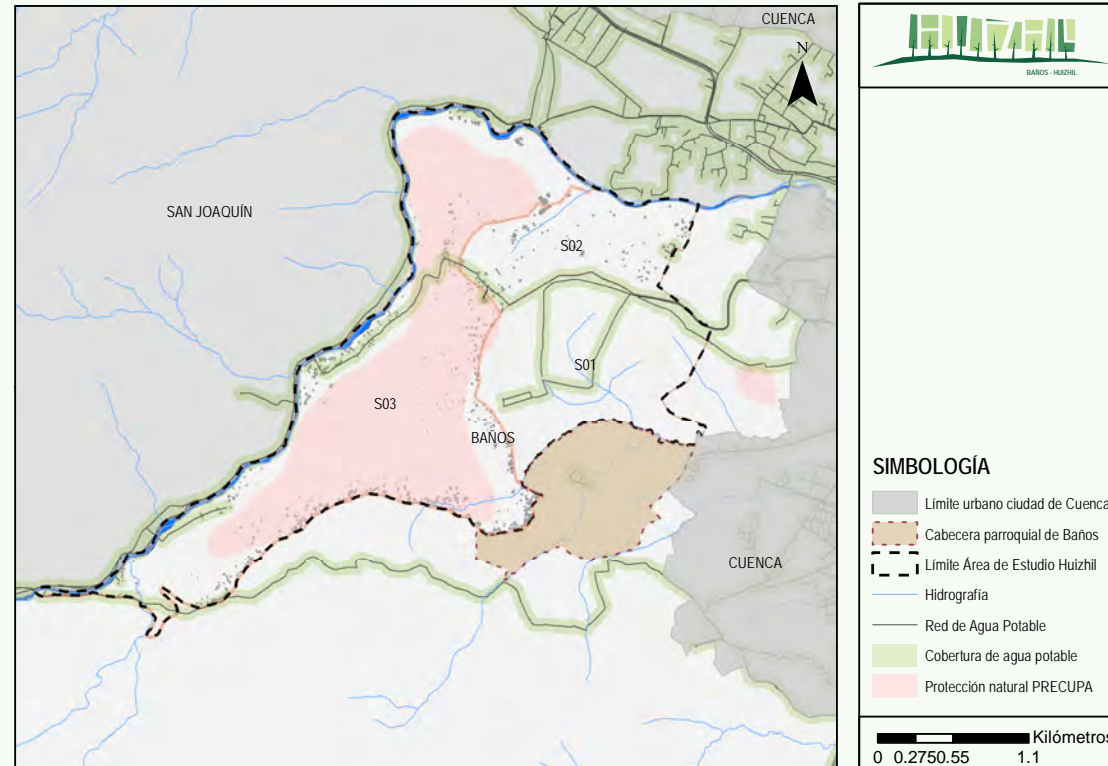 CUENCA
N
SAN JOAQUÍN
S02
S01
S03
BAÑOS
CUENCA
BAÑOS - HUIZHIL
SIMBOLOGÍA
Límite urbano ciudad de Cuenca
Cabecera parroquial de Baños
Límite Área de Estudio Huizhil
Hidrografía
Red de Agua Potable
Cobertura de agua potable
Protección natural PRECUPA
Kilómetros
0 0.2750.55 1.1